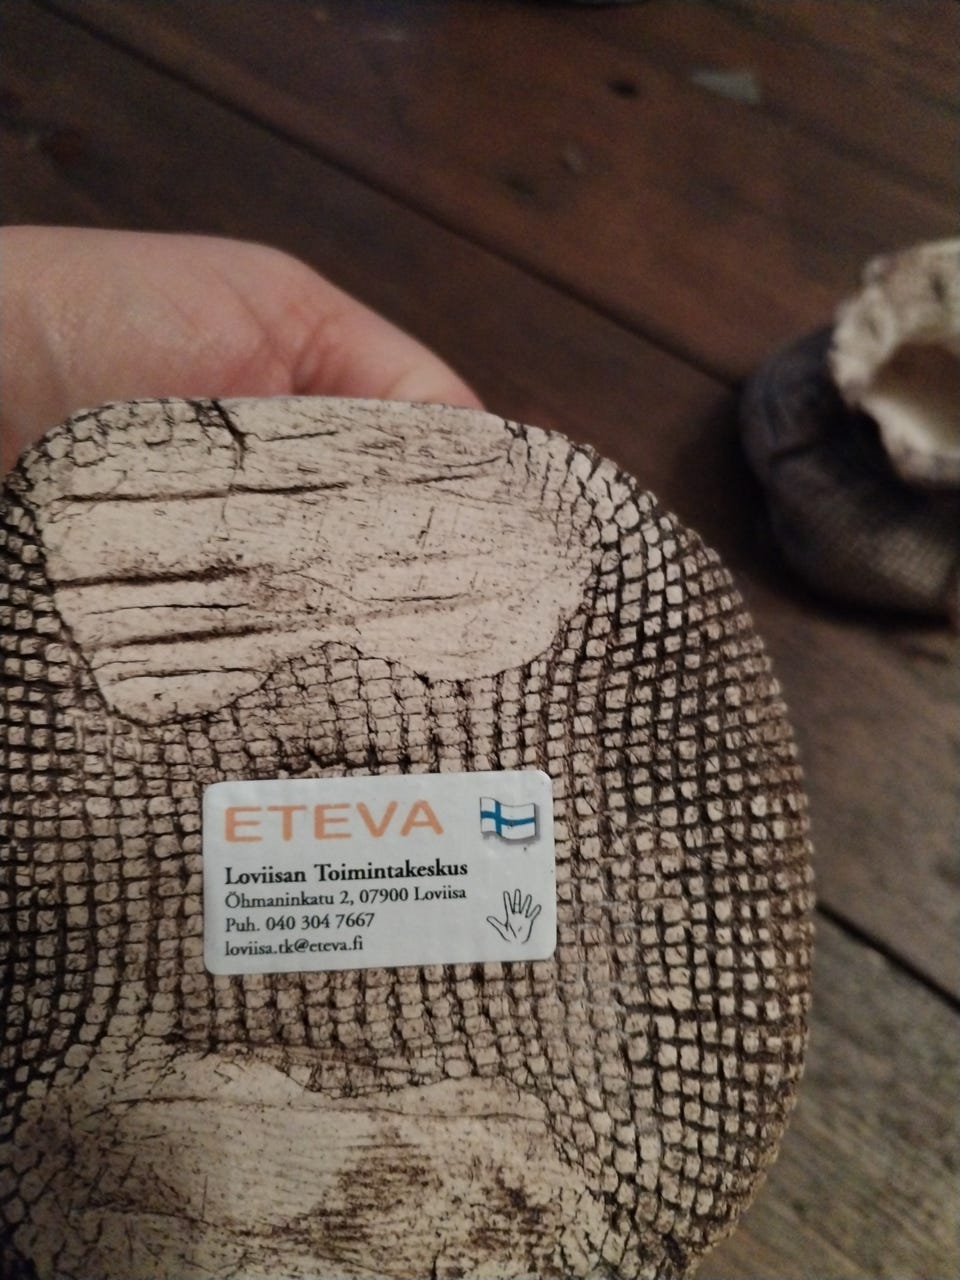 ETEVA
Loviisan Toimintakeskus
Öhmaninkatu 2, 07900 Loviisa
Puh. 040 304 7667
loviisa.tk@eteva.fi